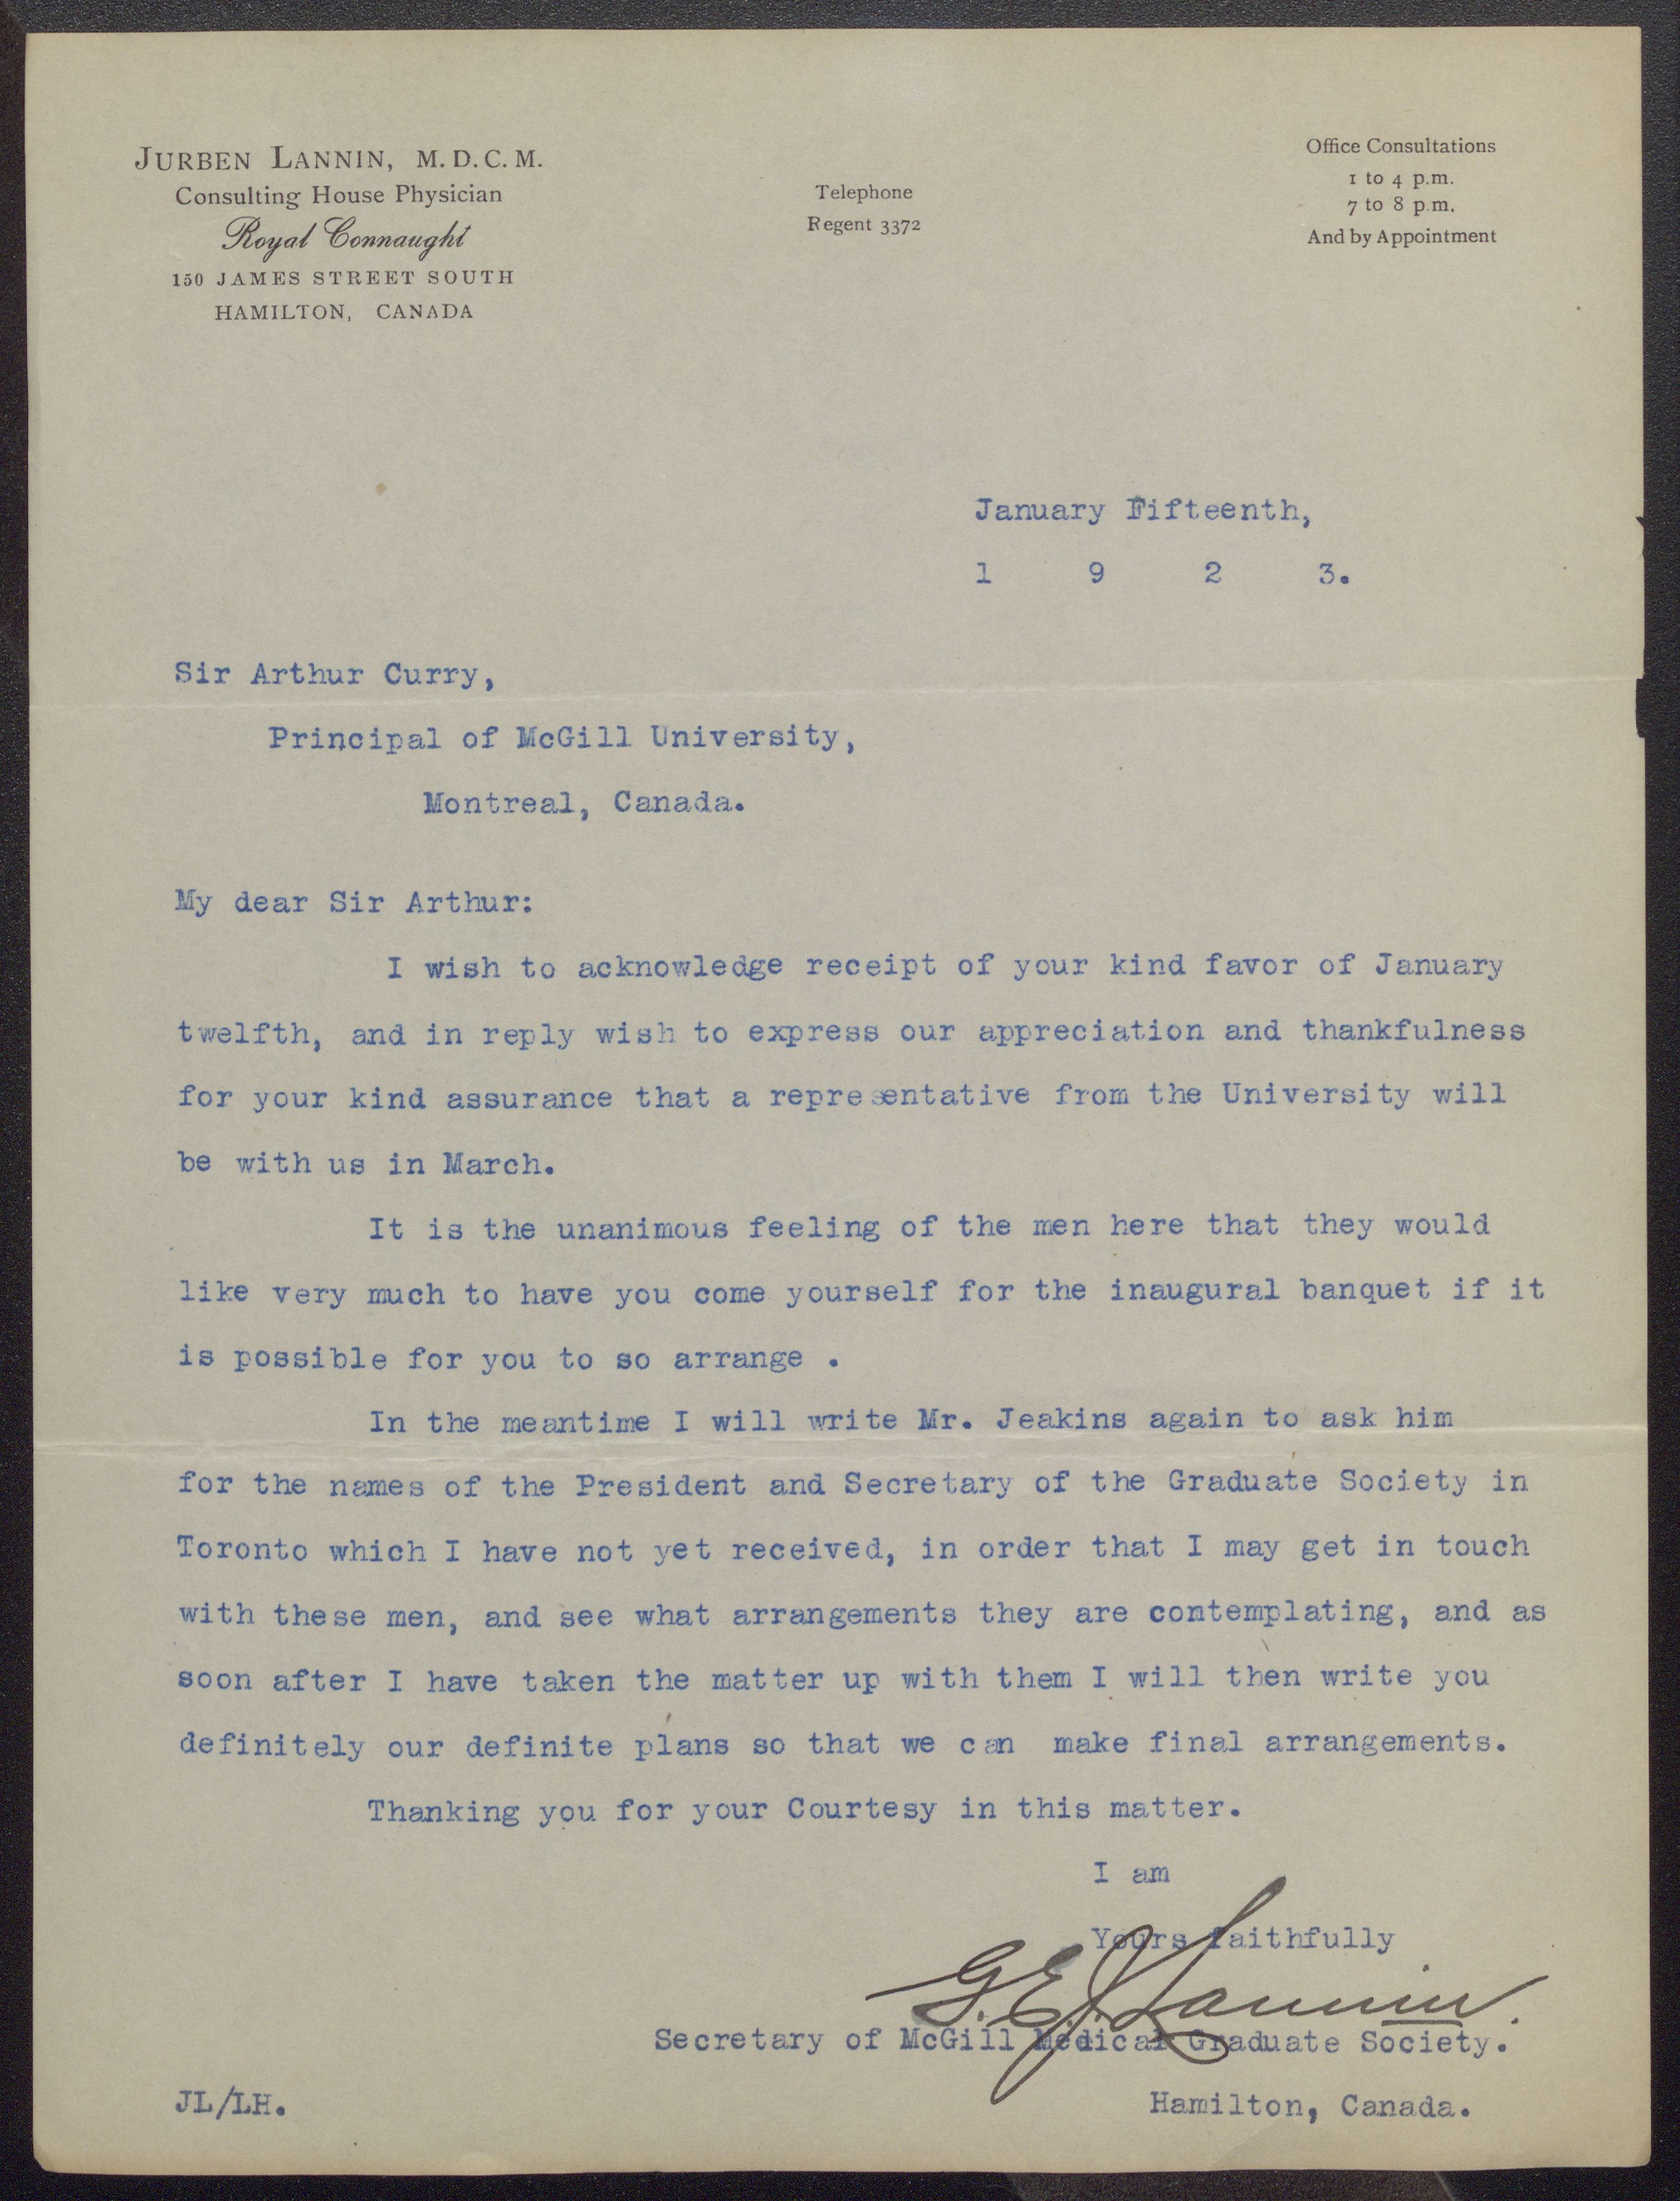 JURBEN LANNIN, M.D.C.M.
Consulting House Physician
Royal Connaught
150 JAMES STREET SOUTH
HAMILTON, CANADA
Telephone
Regent 3372
Office Consultations
1 to 4 p.m.
7 to 8 p.m.
And by Appointment
January Fifteenth,
1 9 2 3.
Sir Arthur Curry,
Principal of McGill University,
Montreal, Canada.
My dear Sir Arthur:
I wish to acknowledge receipt of your kind favor of January
twelfth, and in reply wish to express our appreciation and thankfulness
for your kind assurance that a representative from the University will
be with us in March.
It is the unanimous feeling of the men here that they would
like very much to have you come yourself for the inaugural banquet if it
is possible for you to so arrange .
In the meantime I will write Mr. Jeakins again to ask him
for the names of the President and Secretary of the Graduate Society in
Toronto which I have not yet received, in order that I may get in touch
with these men, and see what arrangements they are contemplating, and as
soon after I have taken the matter up with them I will then write you
definitely our definite plans so that we can make final arrangements.
Thanking you for your Courtesy in this matter.
I am
Yours faithfully
G.E.J. Lannin.
Secretary of McGill Medical Graduate Society.
JL/LH.
Hamilton, Canada.